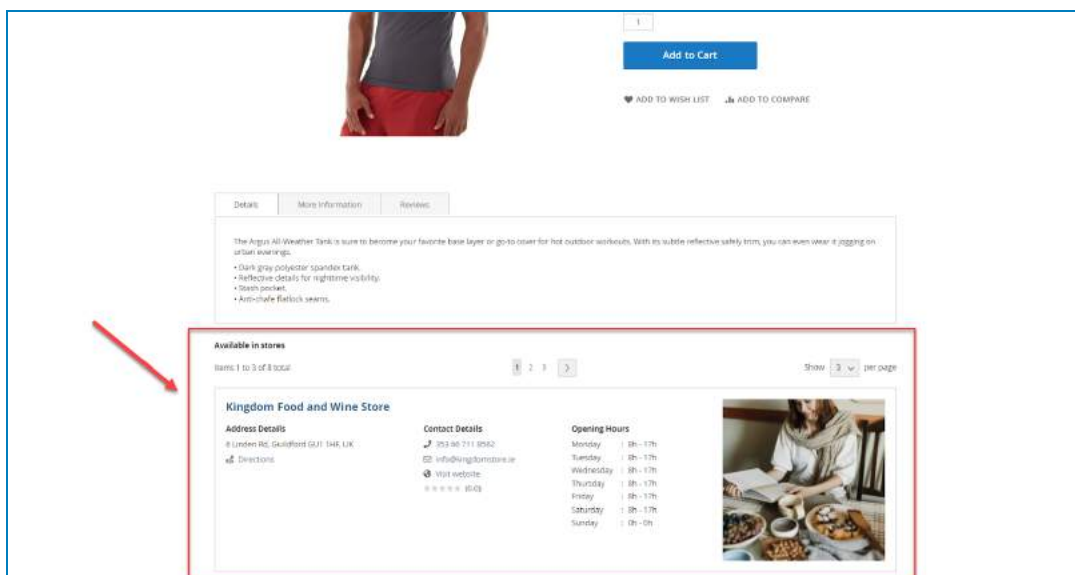 1
Add to Cart
ADD TO WISH LIST ADD TO COMPARE
Details More Information Reviews
The Argus All-Weather Tank is sure to become your favorite base layer or go-to cover for hot outdoor workouts. With its subtle reflective safely trim, you can even wear it jogging on
urban evenings.
• Dark gray polyester spandex tank.
• Reflective details for nighttime visibility.
• Stash pocket.
• Anti-chafe flatlock seams.
Available in stores
Items 1 to 3 of 8 total 1 2 3 Show 3 per page
Kingdom Food and Wine Store
Address Details Contact Details Opening Hours
8 Linden Rd, Guildford GU1 1HE, UK 353 66 711 8562 Monday : 8h - 17h
Directions info@kingdomstore.ie Tuesday : 8h - 17h
Visit website Wednesday : 8h - 17h
(0.0) Thursday : 8h - 17h
Friday : 8h - 17h
Saturday : 8h - 17h
Sunday : 0h - 0h